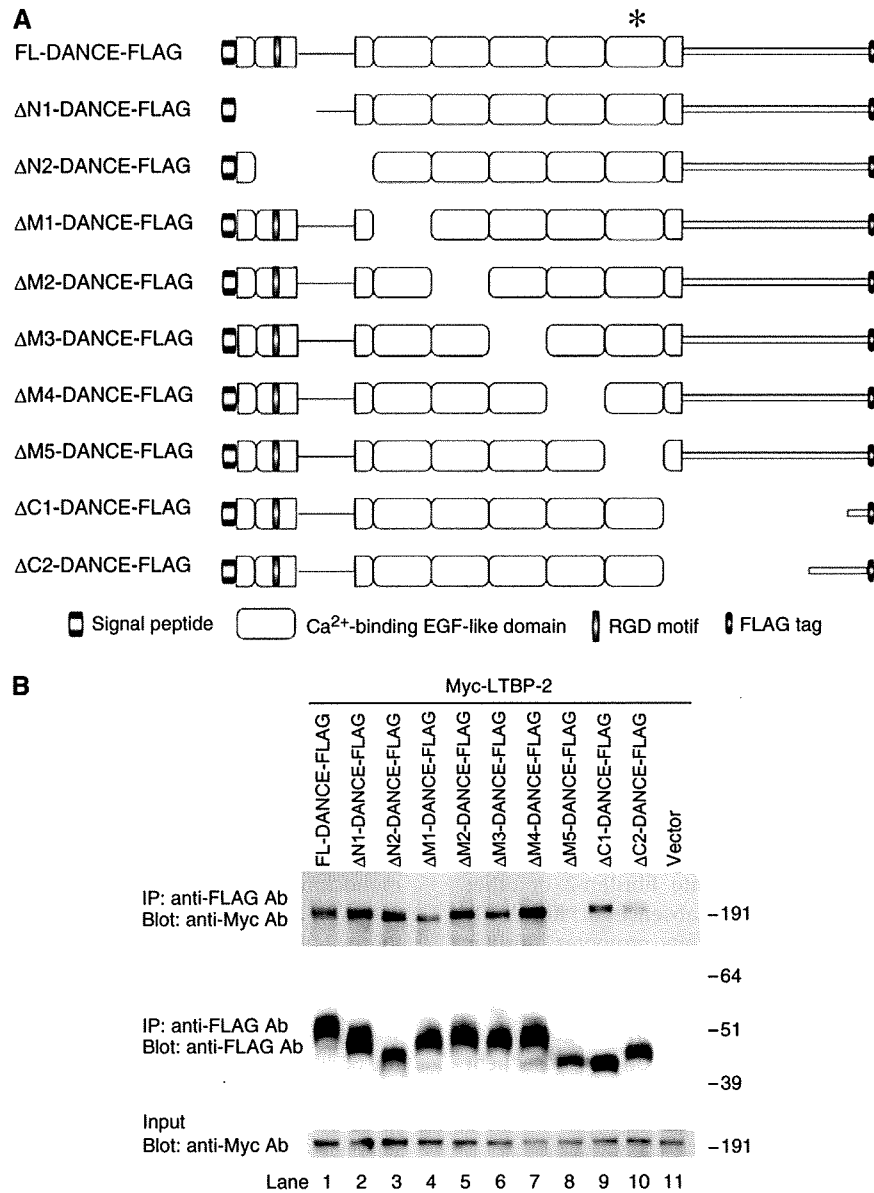 A
*
FL-DANCE-FLAG
ΔN1-DANCE-FLAG
ΔN2-DANCE-FLAG
ΔM1-DANCE-FLAG
ΔM2-DANCE-FLAG
ΔM3-DANCE-FLAG
ΔM4-DANCE-FLAG
ΔM5-DANCE-FLAG
ΔC1-DANCE-FLAG
ΔC2-DANCE-FLAG
Signal peptide Ca²⁺-binding EGF-like domain RGD motif FLAG tag
B
Myc-LTBP-2
FL-DANCE-FLAG
ΔN1-DANCE-FLAG
ΔN2-DANCE-FLAG
ΔM1-DANCE-FLAG
ΔM2-DANCE-FLAG
ΔM3-DANCE-FLAG
ΔM4-DANCE-FLAG
ΔM5-DANCE-FLAG
ΔC1-DANCE-FLAG
ΔC2-DANCE-FLAG
Vector
IP: anti-FLAG Ab
Blot: anti-Myc Ab
-191
-64
IP: anti-FLAG Ab
Blot: anti-FLAG Ab
-51
-39
Input
Blot: anti-Myc Ab
-191
Lane 1 2 3 4 5 6 7 8 9 10 11